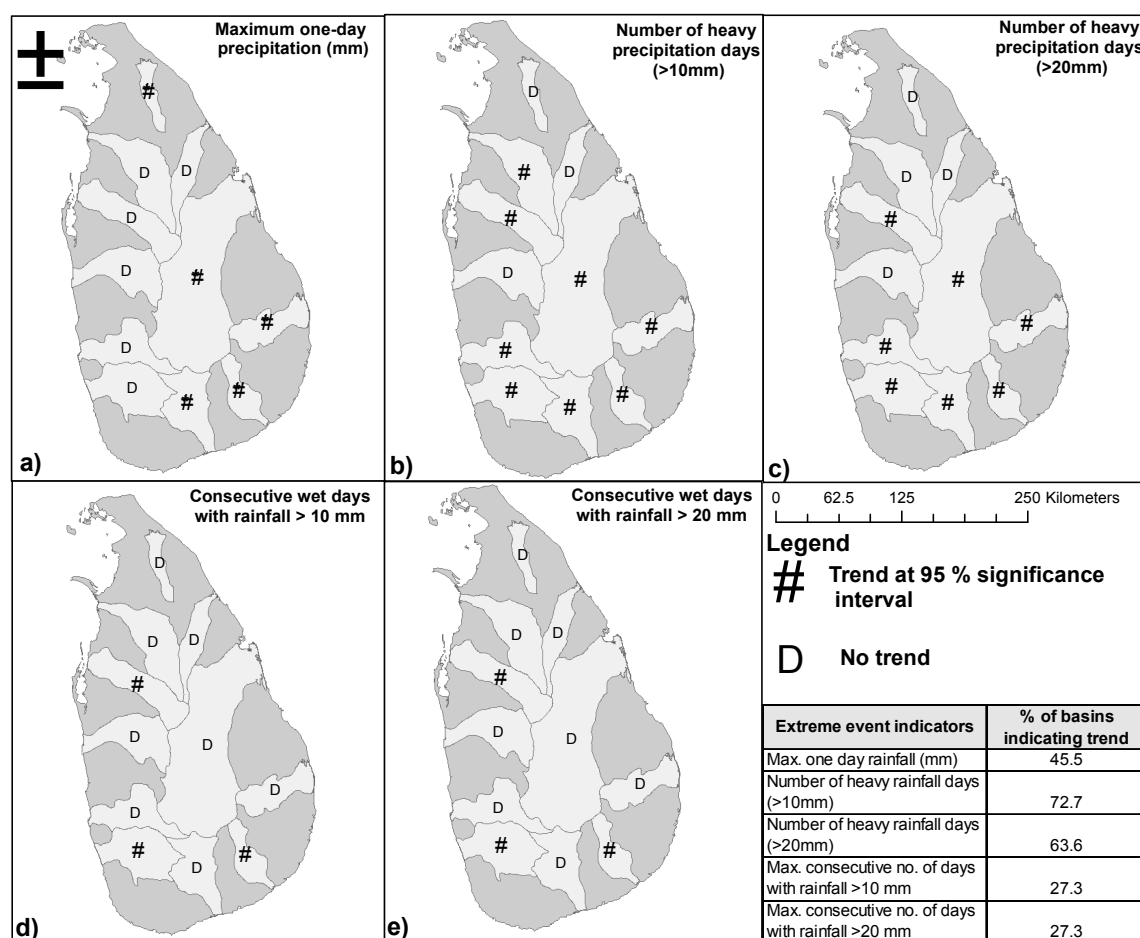 Maximum one-day
precipitation (mm)
#
D D
D
#
D
#
D
D # #
a)
Number of heavy
precipitation days
(>10mm)
D
# D
#
#
D
#
#
# # #
b)
Number of heavy
precipitation days
(>20mm)
D
D D
#
#
D
#
#
# # #
c)
Consecutive wet days
with rainfall > 10 mm
D
D D
#
D D
D
D
# D #
d)
Consecutive wet days
with rainfall > 20 mm
D
D D
#
D D
D
D
# D #
e)
0 62.5 125 250 Kilometers
Legend
# Trend at 95 % significance
interval
D No trend
Extreme event indicators % of basins
indicating trend
Max. one day rainfall (mm) 45.5
Number of heavy rainfall days
(>10mm) 72.7
Number of heavy rainfall days
(>20mm) 63.6
Max. consecutive no. of days
with rainfall >10 mm 27.3
Max. consecutive no. of days
with rainfall >20 mm 27.3